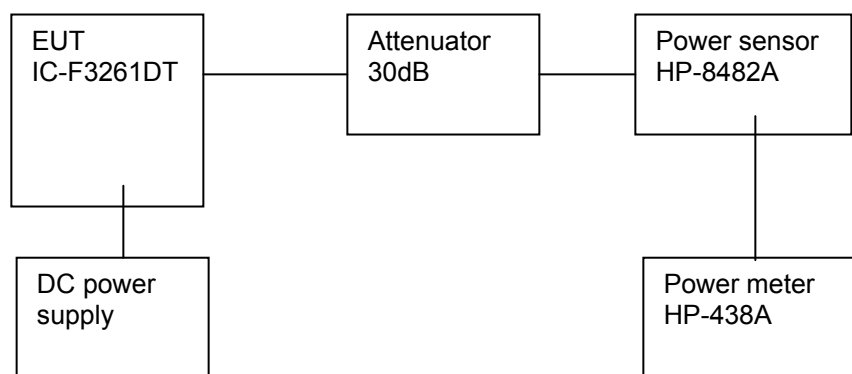 EUT
IC-F3261DT
Attenuator
30dB
Power sensor
HP-8482A
DC power
supply
Power meter
HP-438A